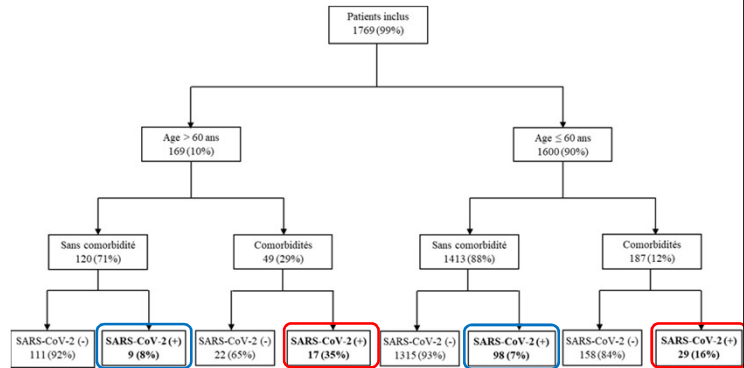 Patients inclus
1769 (99%)
Age > 60 ans
169 (10%)
Age ≤ 60 ans
1600 (90%)
Sans comorbidité
120 (71%)
Comorbidités
49 (29%)
Sans comorbidité
1413 (88%)
Comorbidités
187 (12%)
SARS-CoV-2 (-)
111 (92%)
SARS-CoV-2 (+)
9 (8%)
SARS-CoV-2 (-)
22 (65%)
SARS-CoV-2 (+)
17 (35%)
SARS-CoV-2 (-)
1315 (93%)
SARS-CoV-2 (+)
98 (7%)
SARS-CoV-2 (-)
158 (84%)
SARS-CoV-2 (+)
29 (16%)